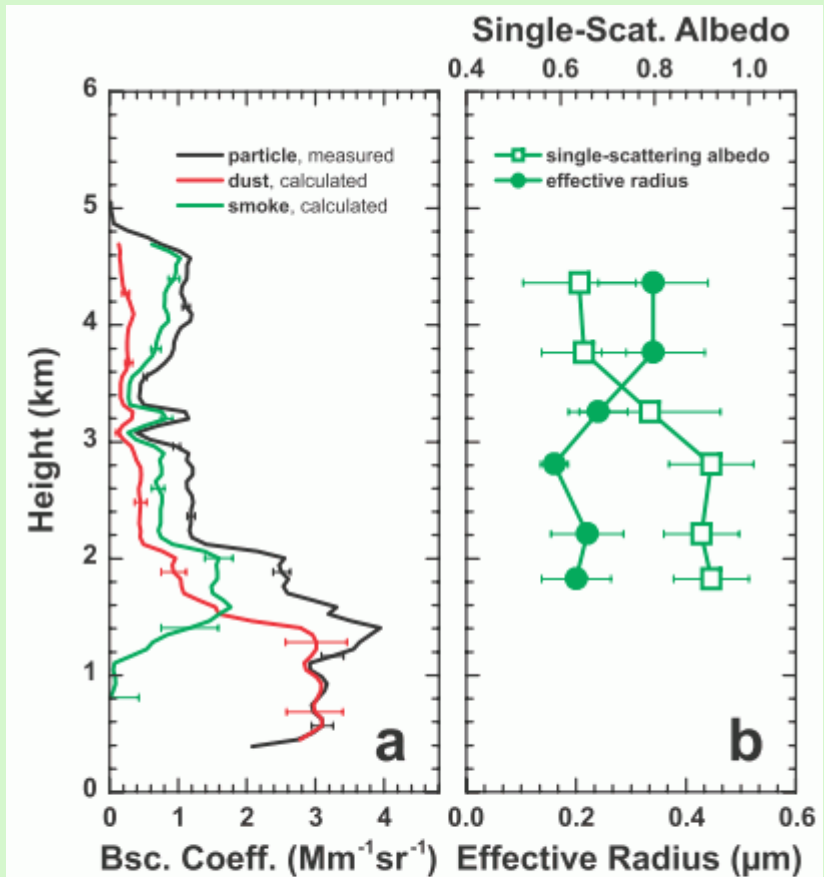 Single-Scat. Albedo
0.4 0.6 0.8 1.0
6
5
4
3
2
1
0
Height (km)
particle, measured
dust, calculated
smoke, calculated
single-scattering albedo
effective radius
a
b
0 1 2 3 4
0.0 0.2 0.4 0.6
Bsc. Coeff. (Mm⁻¹sr⁻¹)
Effective Radius (µm)